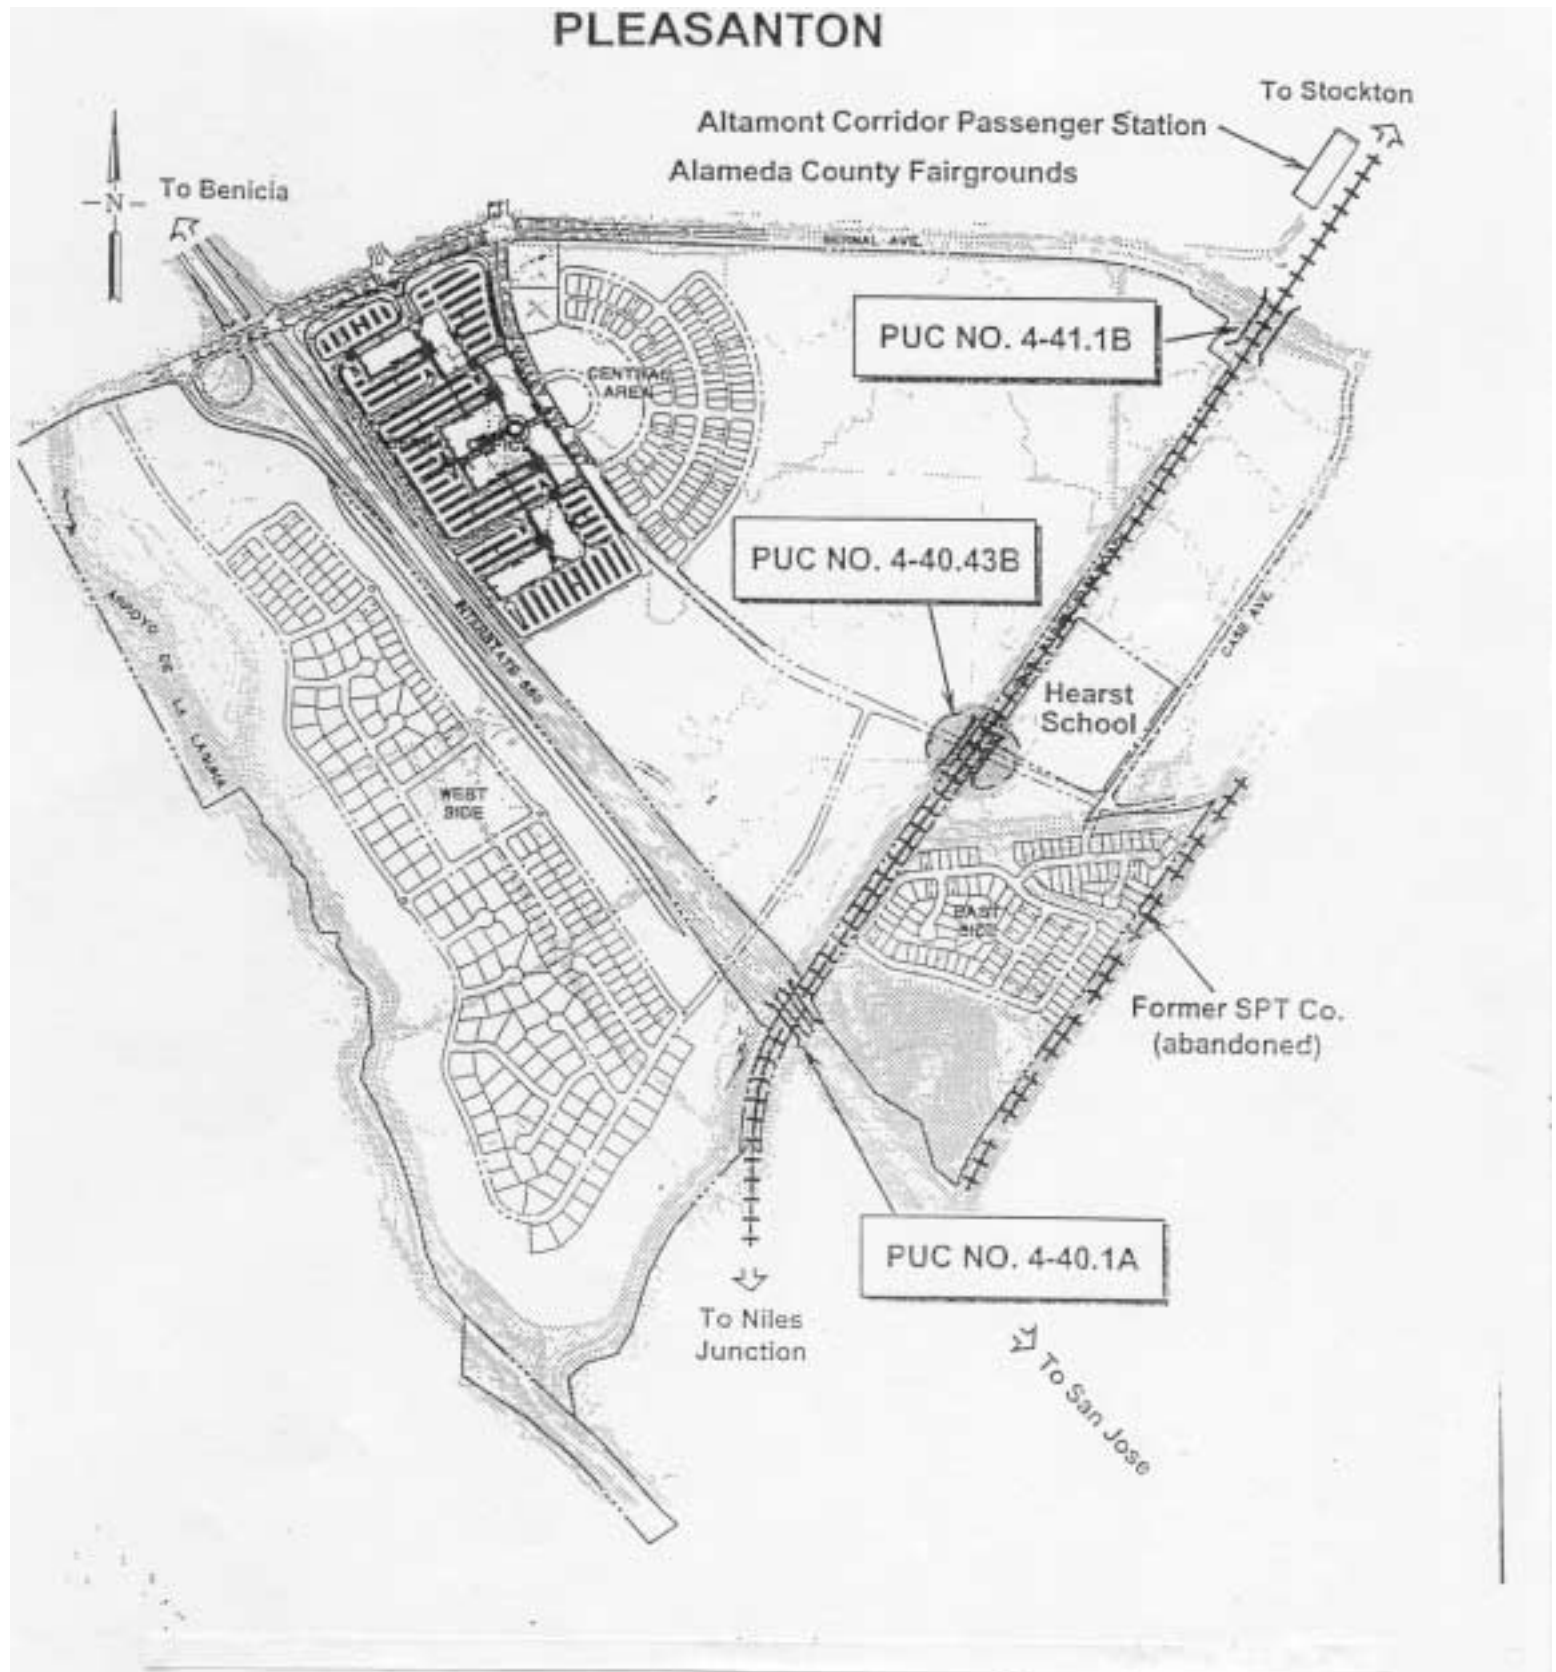 PLEASANTON
To Stockton
Altamont Corridor Passenger Station
Alameda County Fairgrounds
N
To Benicia
BERNAL AVE.
PUC NO. 4-41.1B
CENTRAL
AREA
PUC NO. 4-40.43B
INTERSTATE 680
CASE AVE
ARROYO DE LA LAGUNA
Hearst
School
WEST
SIDE
EAST
SIDE
Former SPT Co.
(abandoned)
PUC NO. 4-40.1A
To Niles
Junction
To San Jose